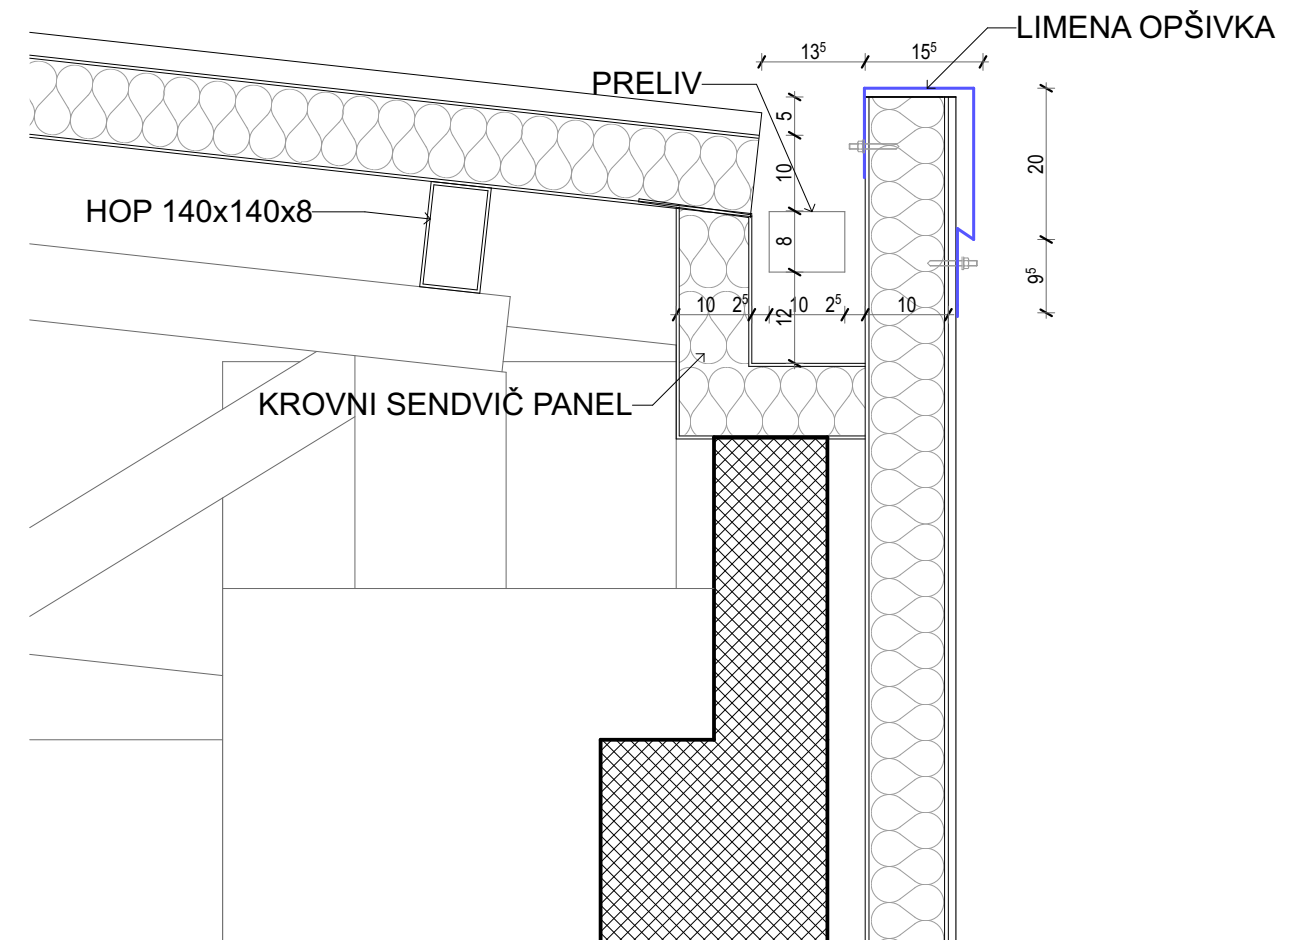 LIMENA OPŠIVKA
13⁵ 15⁵
PRELIV
5
10
20
HOP 140x140x8
8
9⁵
10 2⁵ 10 2⁵ 10
12
KROVNI SENDVIČ PANEL